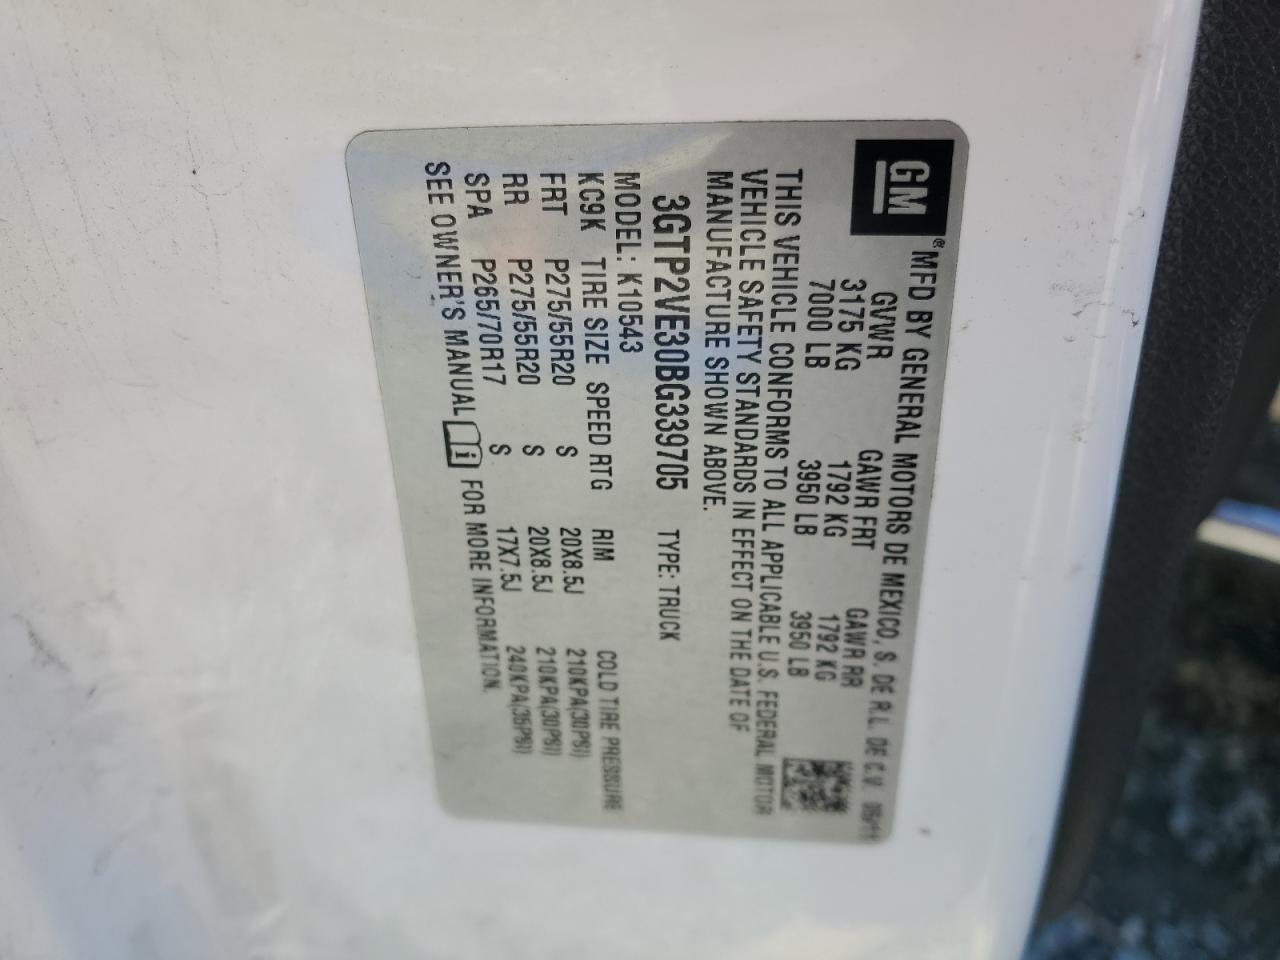 GM
® MFD BY GENERAL MOTORS DE MEXICO, S. DE R.L. DE C.V. 05/11
GVWR GAWR FRT GAWR RR
3175 KG 1792 KG 1792 KG
7000 LB 3950 LB 3950 LB
THIS VEHICLE CONFORMS TO ALL APPLICABLE U.S. FEDERAL MOTOR
VEHICLE SAFETY STANDARDS IN EFFECT ON THE DATE OF
MANUFACTURE SHOWN ABOVE.
3GTP2VE30BG339705 TYPE: TRUCK
MODEL: K10543
KC9K TIRE SIZE SPEED RTG RIM COLD TIRE PRESSURE
FRT P275/55R20 S 20X8.5J 210KPA(30PSI)
RR P275/55R20 S 20X8.5J 210KPA(30PSI)
SPA P265/70R17 S 17X7.5J 240KPA(35PSI)
SEE OWNER'S MANUAL i FOR MORE INFORMATION.